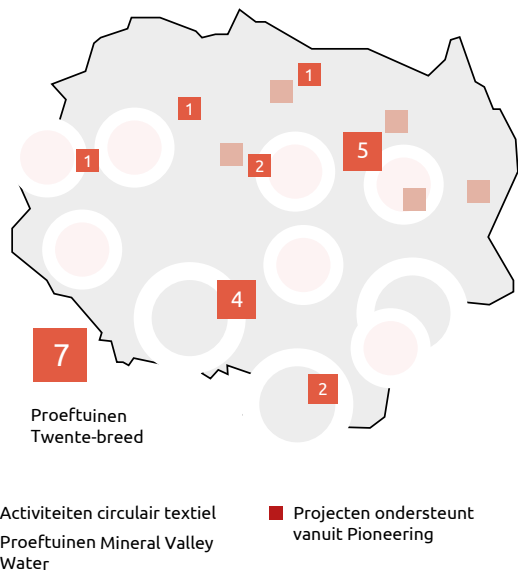 1
1
1
2
5
4
7
2
Proeftuinen
Twente-breed
Activiteiten circulair textiel
Proeftuinen Mineral Valley
Water
Projecten ondersteunt
vanuit Pioneering